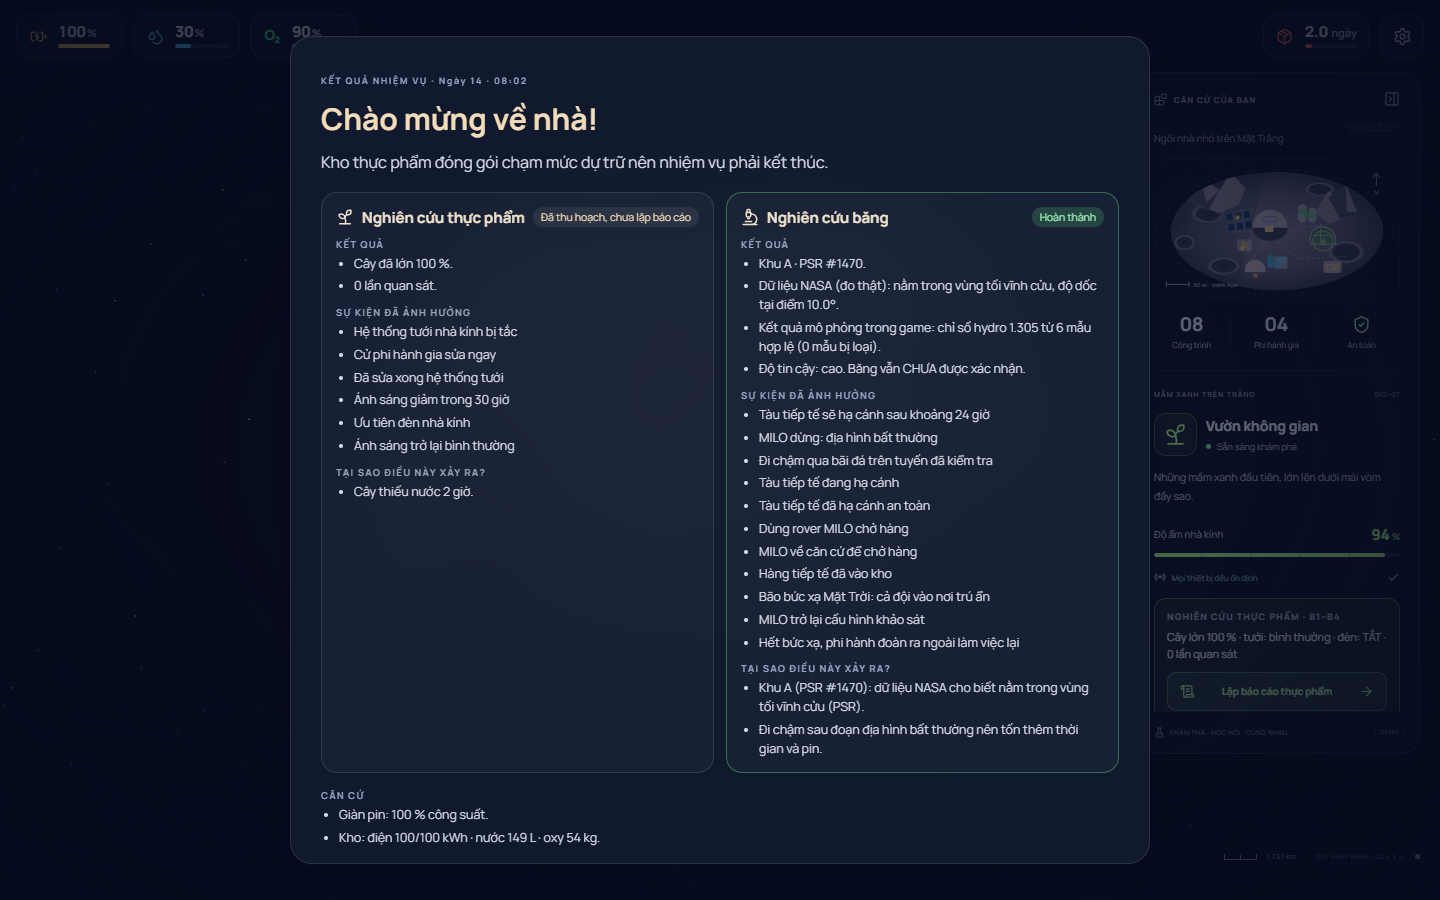 100%
30%
O₂ 90%
2.0 ngày
KẾT QUẢ NHIỆM VỤ · Ngày 14 · 08:02
Chào mừng về nhà!
Kho thực phẩm đóng gói chạm mức dự trữ nên nhiệm vụ phải kết thúc.
Nghiên cứu thực phẩm
Đã thu hoạch, chưa lập báo cáo
KẾT QUẢ
• Cây đã lớn 100 %.
• 0 lần quan sát.
SỰ KIỆN ĐÃ ẢNH HƯỞNG
• Hệ thống tưới nhà kính bị tắc
• Cử phi hành gia sửa ngay
• Đã sửa xong hệ thống tưới
• Ánh sáng giảm trong 30 giờ
• Ưu tiên đèn nhà kính
• Ánh sáng trở lại bình thường
TẠI SAO ĐIỀU NÀY XẢY RA?
• Cây thiếu nước 2 giờ.
Nghiên cứu băng
Hoàn thành
KẾT QUẢ
• Khu A · PSR #1470.
• Dữ liệu NASA (đo thật): nằm trong vùng tối vĩnh cửu, độ dốc
tại điểm 10.0°.
• Kết quả mô phỏng trong game: chỉ số hydro 1.305 từ 6 mẫu
hợp lệ (0 mẫu bị loại).
• Độ tin cậy: cao. Băng vẫn CHƯA được xác nhận.
SỰ KIỆN ĐÃ ẢNH HƯỞNG
• Tàu tiếp tế sẽ hạ cánh sau khoảng 24 giờ
• MILO dừng: địa hình bất thường
• Đi chậm qua bãi đá trên tuyến đã kiểm tra
• Tàu tiếp tế đang hạ cánh
• Tàu tiếp tế đã hạ cánh an toàn
• Dùng rover MILO chở hàng
• MILO về căn cứ để chở hàng
• Hàng tiếp tế đã vào kho
• Bão bức xạ Mặt Trời: cả đội vào nơi trú ẩn
• MILO trở lại cấu hình khảo sát
• Hết bức xạ, phi hành đoàn ra ngoài làm việc lại
TẠI SAO ĐIỀU NÀY XẢY RA?
• Khu A (PSR #1470): dữ liệu NASA cho biết nằm trong vùng
tối vĩnh cửu (PSR).
• Đi chậm sau đoạn địa hình bất thường nên tốn thêm thời
gian và pin.
CĂN CỨ
• Giàn pin: 100 % công suất.
• Kho: điện 100/100 kWh · nước 149 L · oxy 54 kg.
CĂN CỨ CỦA BẠN
Ngôi nhà nhỏ trên Mặt Trăng
N
08
Công trình
04
Phi hành gia
An toàn
MẦM XANH TRÊN TRĂNG
BIO-07
Vườn không gian
Sẵn sàng khám phá
Những mầm xanh đầu tiên, lớn lên dưới mái vòm
đầy sao.
Độ ẩm nhà kính
94 %
Mọi thiết bị đều ổn định
NGHIÊN CỨU THỰC PHẨM · B1–B4
Cây lớn 100 % · tưới: bình thường · đèn: TẮT ·
0 lần quan sát
Lập báo cáo thực phẩm
KHÁM PHÁ · HỌC HỎI · CÙNG NHAU
DEMO
1.737 km